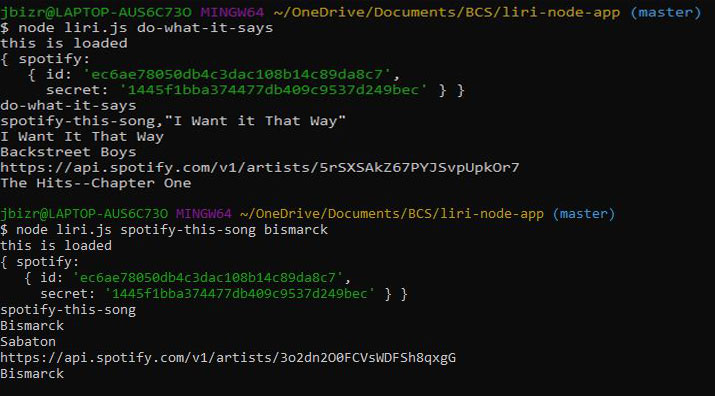 jbizr@LAPTOP-AUS6C73O MINGW64 ~/OneDrive/Documents/BCS/liri-node-app (master)
$ node liri.js do-what-it-says
this is loaded
{ spotify:
   { id: 'ec6ae78050db4c3dac108b14c89da8c7',
     secret: '1445f1bba374477db409c9537d249bec' } }
do-what-it-says
spotify-this-song,"I Want it That Way"
I Want It That Way
Backstreet Boys
https://api.spotify.com/v1/artists/5rSXSAkZ67PYJSvpUpkOr7
The Hits--Chapter One
jbizr@LAPTOP-AUS6C73O MINGW64 ~/OneDrive/Documents/BCS/liri-node-app (master)
$ node liri.js spotify-this-song bismarck
this is loaded
{ spotify:
   { id: 'ec6ae78050db4c3dac108b14c89da8c7',
     secret: '1445f1bba374477db409c9537d249bec' } }
spotify-this-song
Bismarck
Sabaton
https://api.spotify.com/v1/artists/3o2dn2O0FCVsWDFSh8qxgG
Bismarck